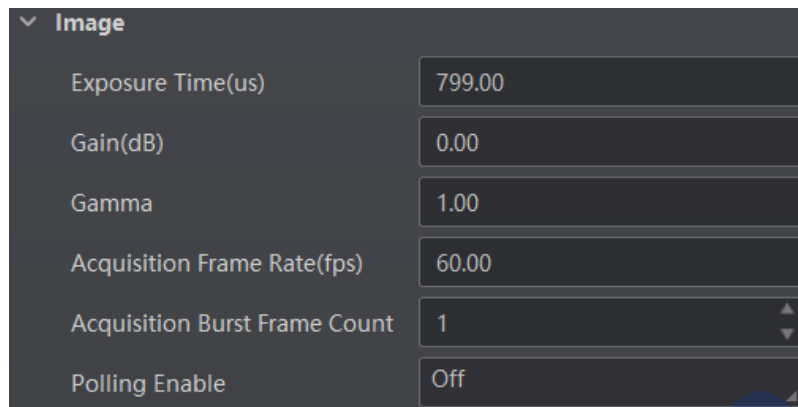 Image
Exposure Time(us) 799.00
Gain(dB) 0.00
Gamma 1.00
Acquisition Frame Rate(fps) 60.00
Acquisition Burst Frame Count 1
Polling Enable Off